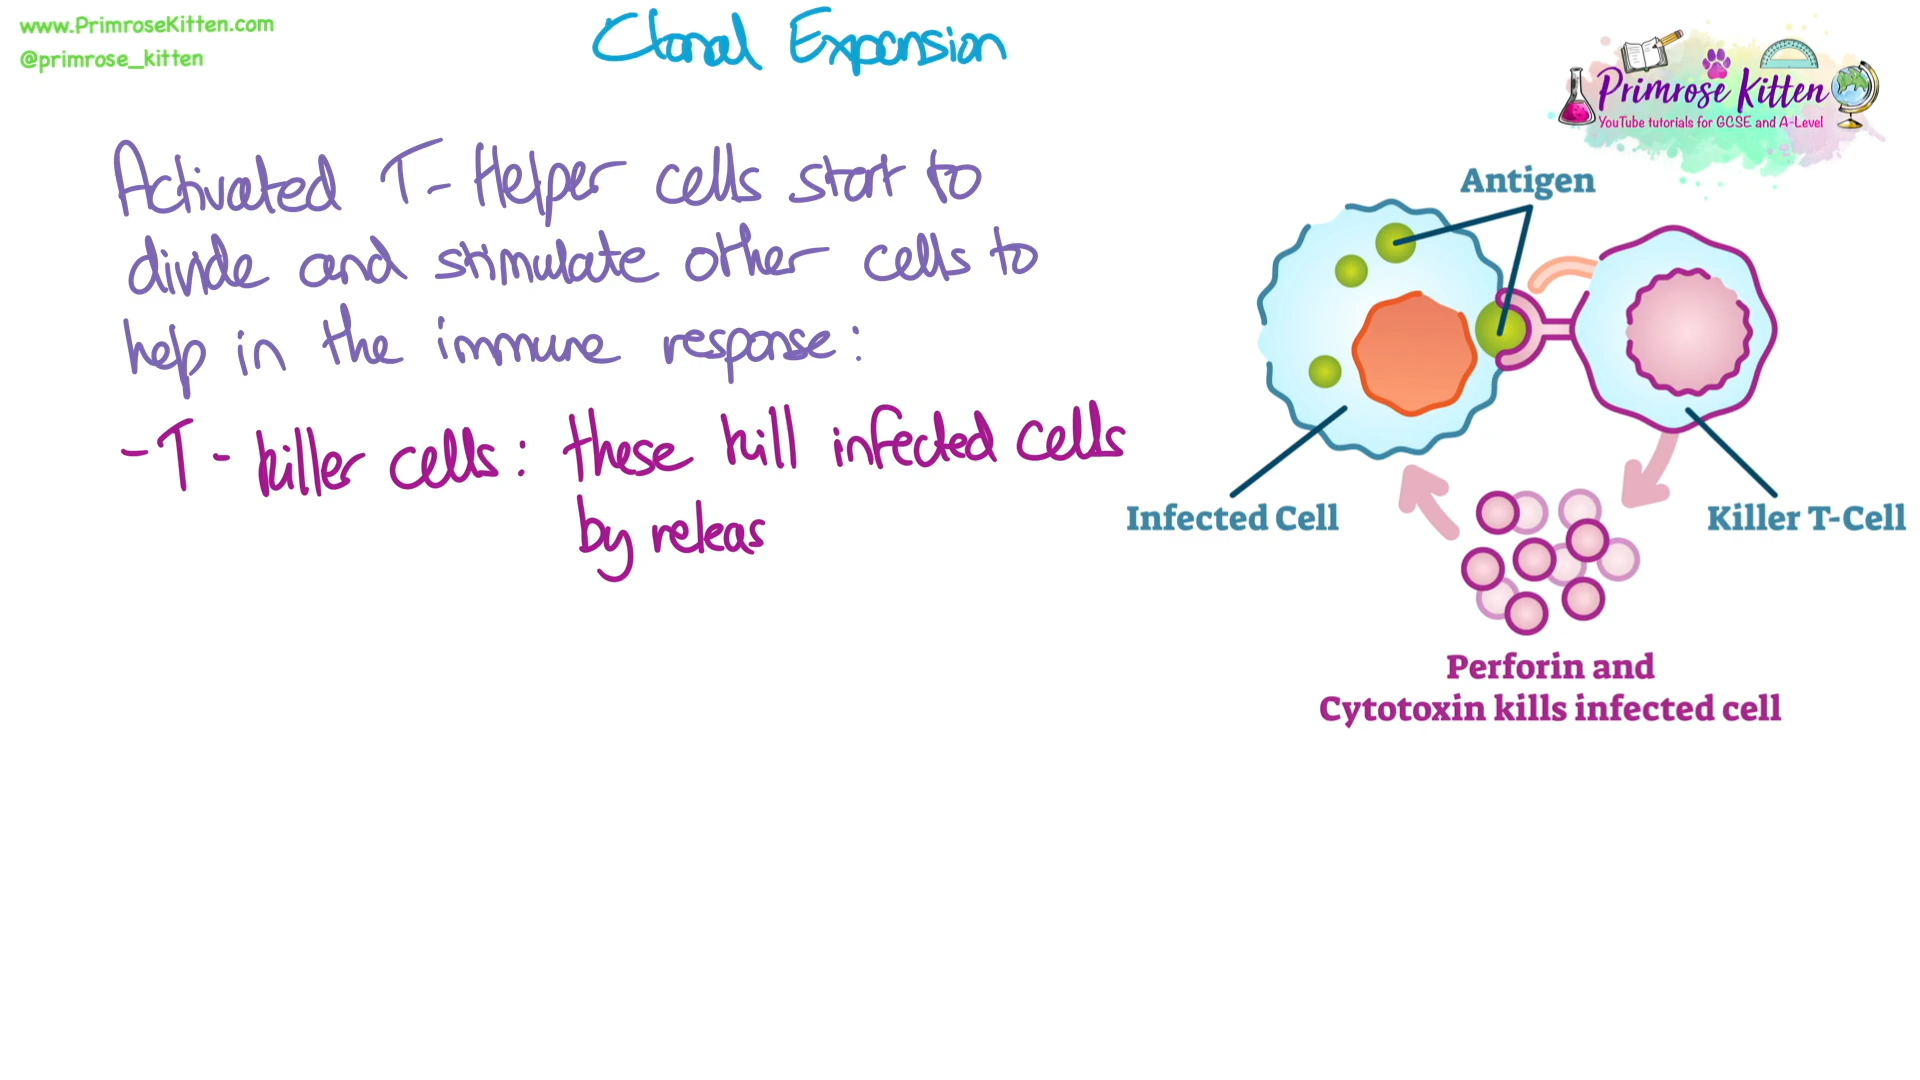 www.PrimroseKitten.com
@primrose_kitten
Clonal Expansion
Primrose Kitten
YouTube tutorials for GCSE and A-Level
Activated T-Helper cells start to
divide and stimulate other cells to
help in the immune response:
- T-killer cells: these kill infected cells
by releas
Antigen
Infected Cell
Killer T-Cell
Perforin and
Cytotoxin kills infected cell